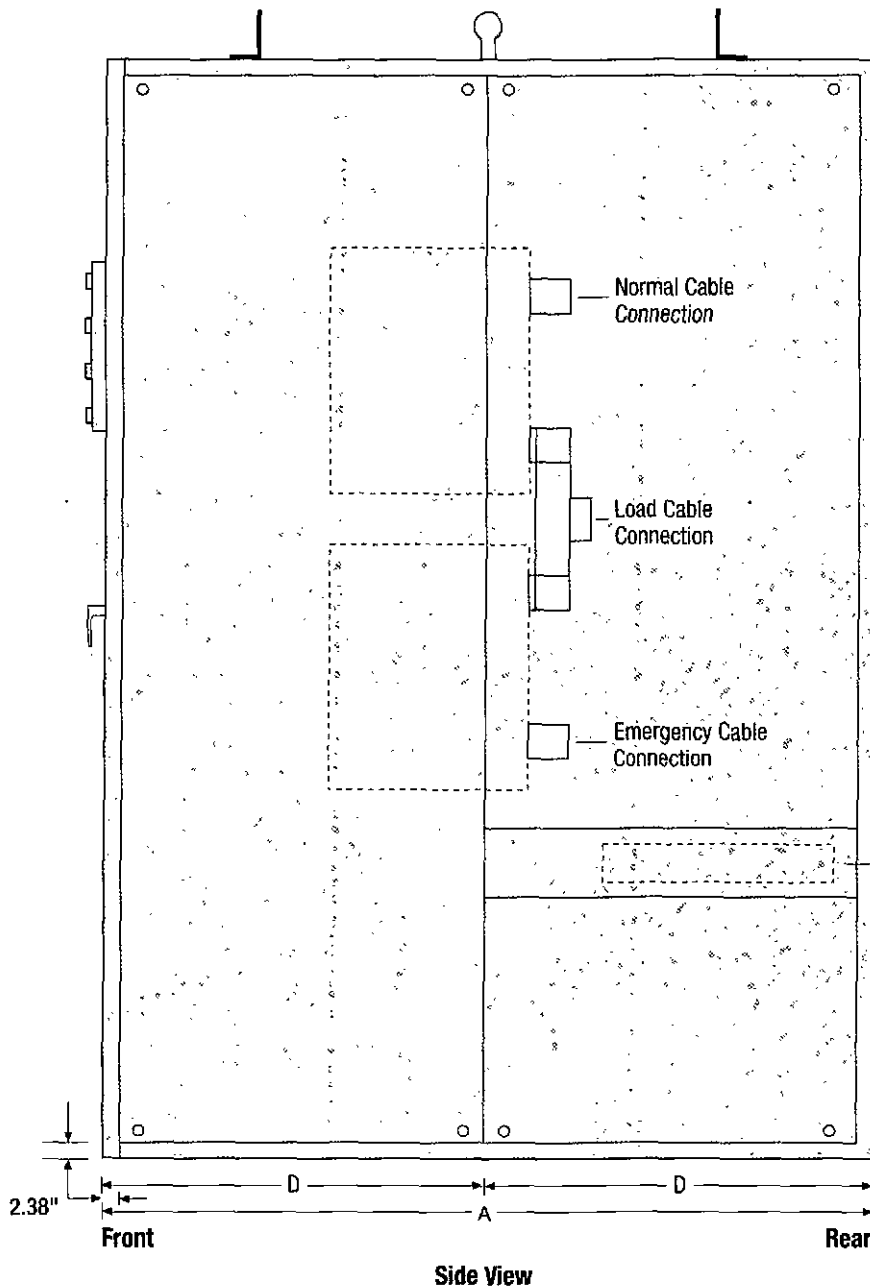 Normal Cable
Connection
Load Cable
Connection
Emergency Cable
Connection
D
D
2.38"
A
Front
Rear
Side View